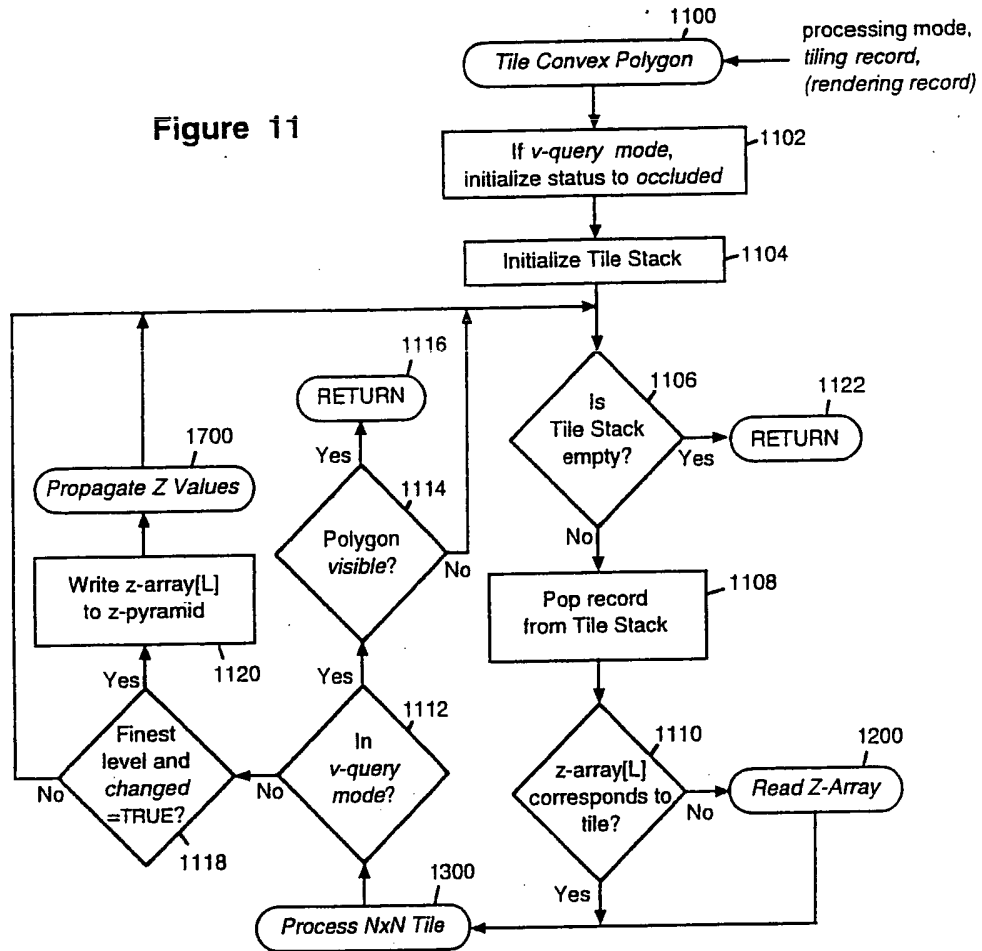 Figure 11
1100
Tile Convex Polygon
processing mode,
tiling record,
(rendering record)
1102
If v-query mode,
initialize status to occluded
1104
Initialize Tile Stack
1106
Is
Tile Stack
empty?
Yes
1122
RETURN
No
1108
Pop record
from Tile Stack
1110
z-array[L]
corresponds to
tile?
No
1200
Read Z-Array
Yes
1300
Process NxN Tile
1112
In
v-query
mode?
Yes
No
1114
Polygon
visible?
Yes
No
1116
RETURN
1118
Finest
level and
changed
=TRUE?
Yes
No
1120
Write z-array[L]
to z-pyramid
1700
Propagate Z Values